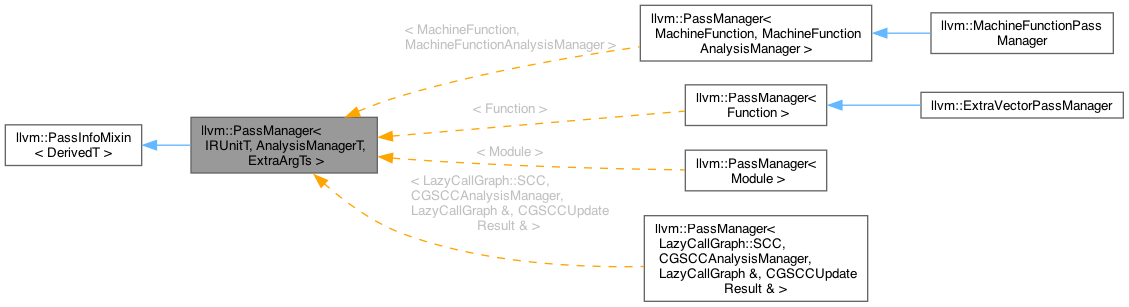 llvm::PassInfoMixin
< DerivedT >
llvm::PassManager<
IRUnitT, AnalysisManagerT,
ExtraArgTs >
< MachineFunction,
MachineFunctionAnalysisManager >
< Function >
< Module >
< LazyCallGraph::SCC,
CGSCCAnalysisManager,
LazyCallGraph &, CGSCCUpdate
Result & >
llvm::PassManager<
MachineFunction, MachineFunction
AnalysisManager >
llvm::PassManager<
Function >
llvm::PassManager<
Module >
llvm::PassManager<
LazyCallGraph::SCC,
CGSCCAnalysisManager,
LazyCallGraph &, CGSCCUpdate
Result & >
llvm::MachineFunctionPass
Manager
llvm::ExtraVectorPassManager